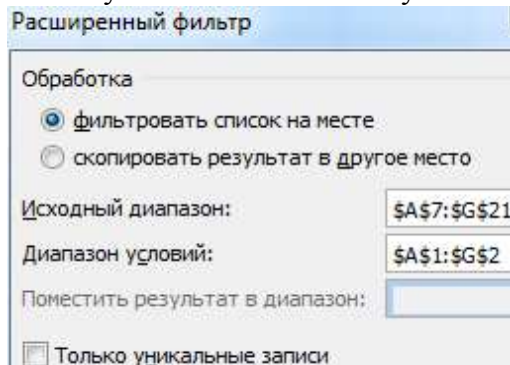 Расширенный фильтр
Обработка
фильтровать список на месте
скопировать результат в другое место
Исходный диапазон: $A$7:$G$21
Диапазон условий: $A$1:$G$2
Поместить результат в диапазон:
Только уникальные записи